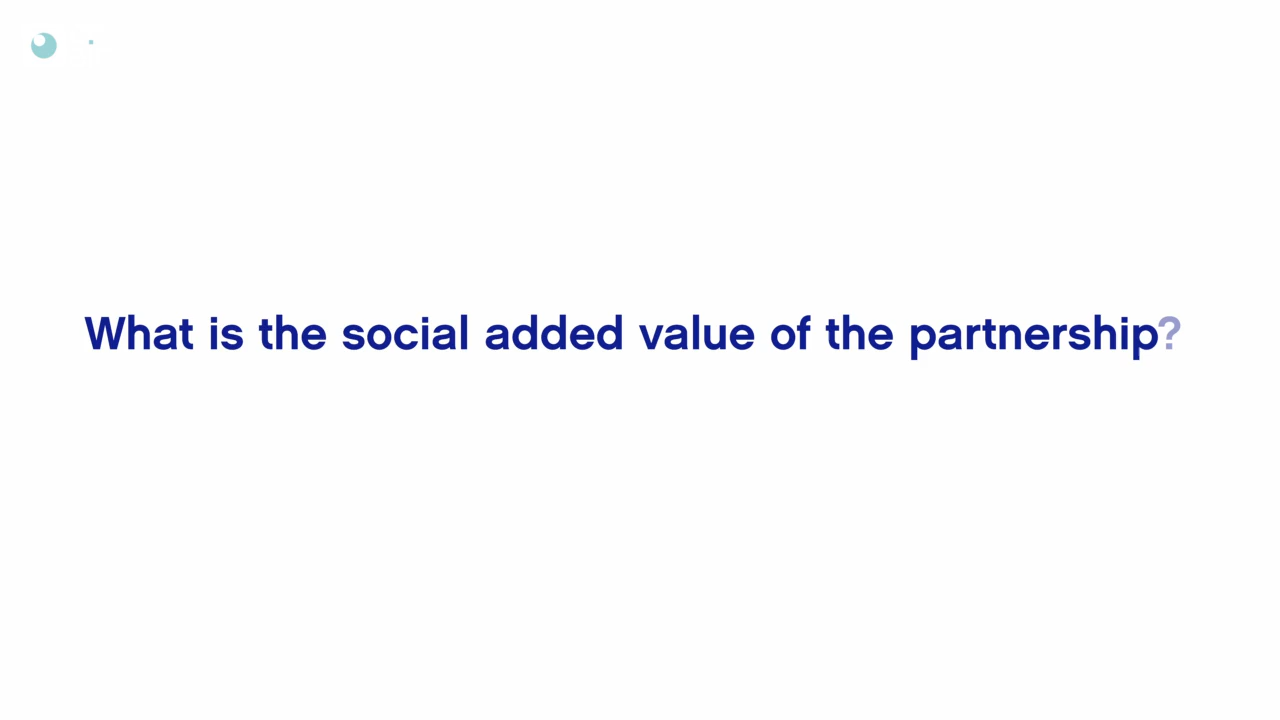 What is the social added value of the partnership?